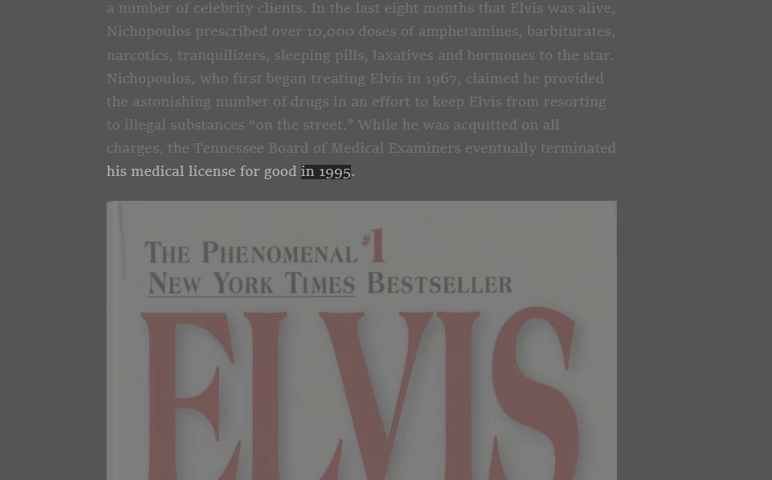 a number of celebrity clients. In the last eight months that Elvis was alive,
Nichopoulos prescribed over 10,000 doses of amphetamines, barbiturates,
narcotics, tranquilizers, sleeping pills, laxatives and hormones to the star.
Nichopoulos, who first began treating Elvis in 1967, claimed he provided
the astonishing number of drugs in an effort to keep Elvis from resorting
to illegal substances “on the street.” While he was acquitted on all
charges, the Tennessee Board of Medical Examiners eventually terminated
his medical license for good in 1995.
THE PHENOMENAL #1
NEW YORK TIMES BESTSELLER
ELVIS